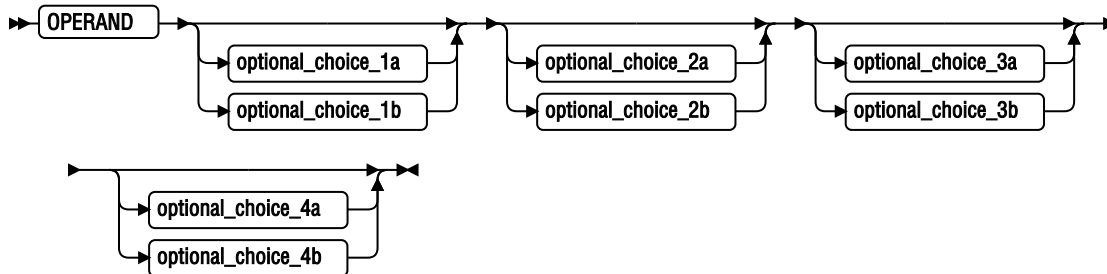 OPERAND
optional_choice_1a
optional_choice_1b
optional_choice_2a
optional_choice_2b
optional_choice_3a
optional_choice_3b
optional_choice_4a
optional_choice_4b